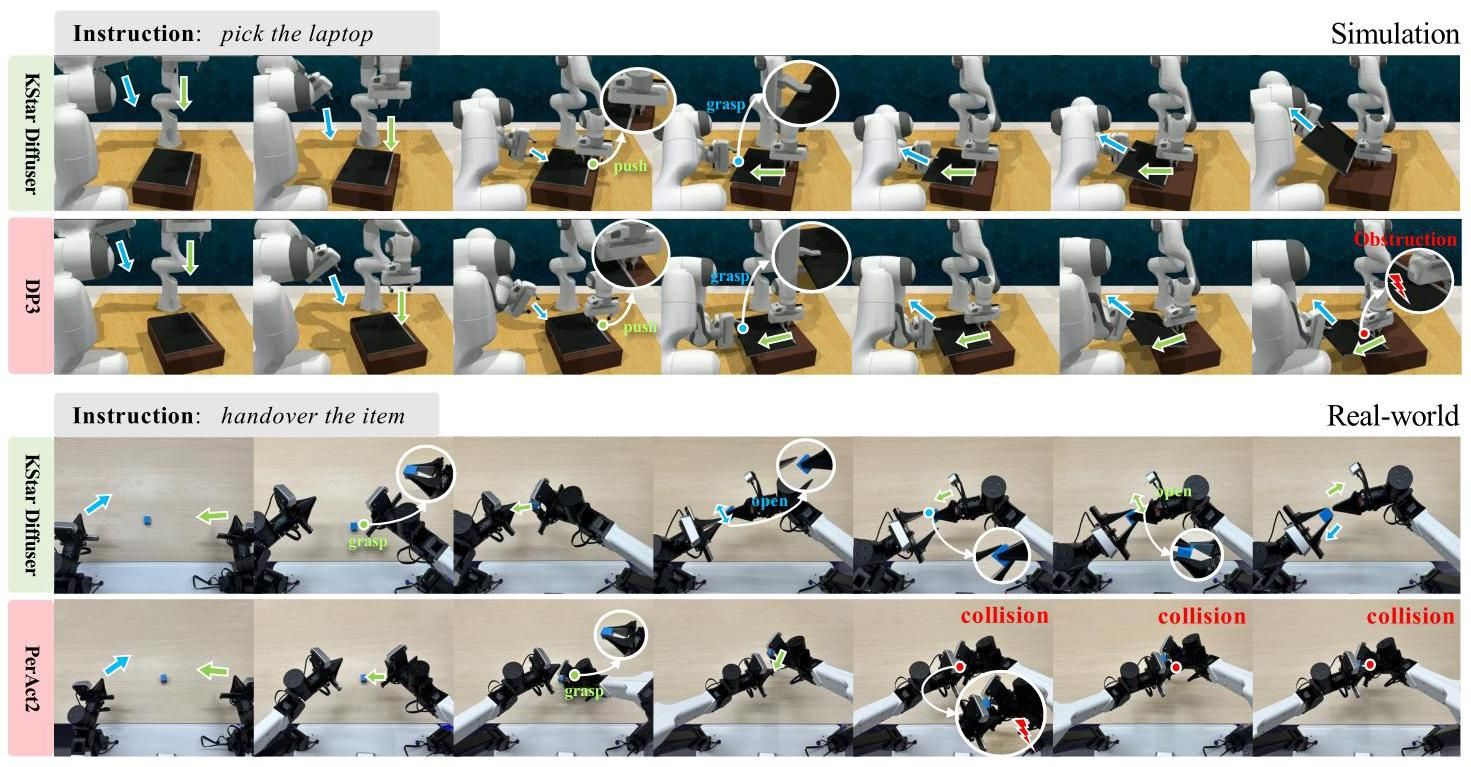 Instruction: pick the laptop
Simulation
KStar Diffuser
push
grasp
DP3
push
grasp
Obstruction
Instruction: handover the item
Real-world
KStar Diffuser
grasp
open
open
PerAct2
grasp
collision
collision
collision